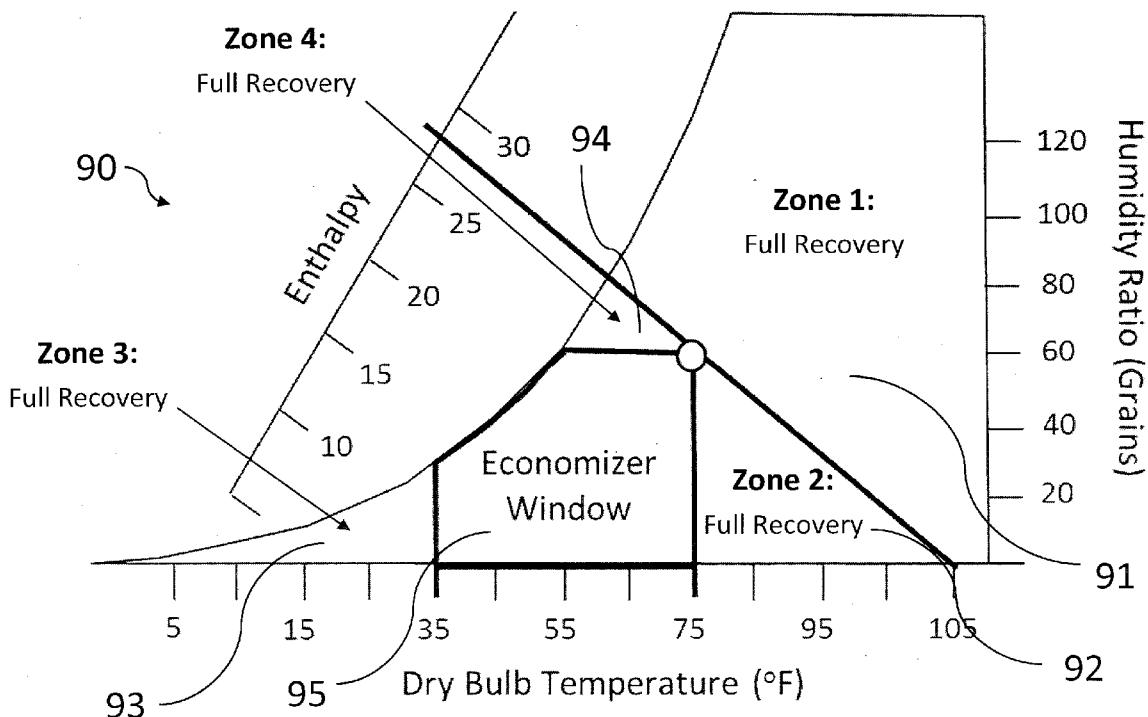 Zone 4:
Full Recovery
90
94
30
25
20
15
10
Enthalpy
Zone 1:
Full Recovery
120
100
80
60
40
20
Humidity Ratio (Grains)
Zone 3:
Full Recovery
Economizer
Window
Zone 2:
Full Recovery
91
5
15
35
55
75
95
105
92
93
95
Dry Bulb Temperature (°F)